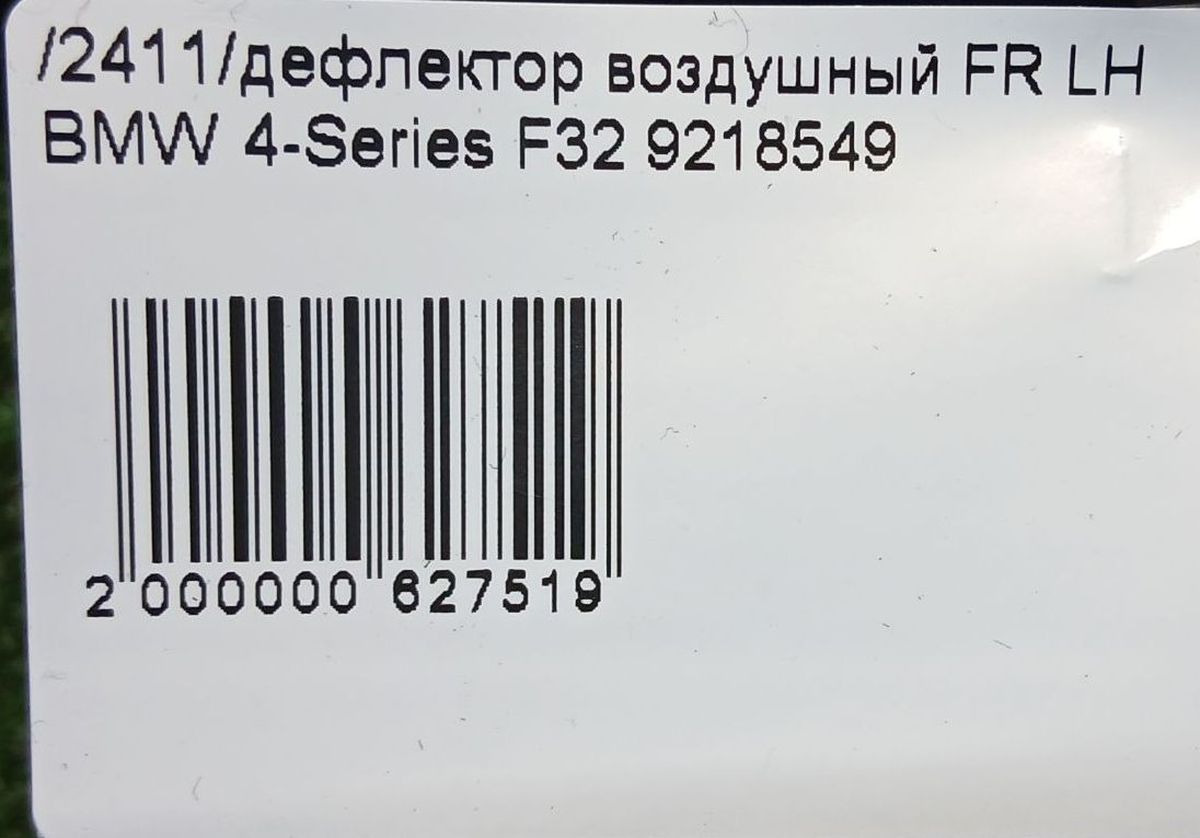 /2411/дефлектор воздушный FR LH
BMW 4-Series F32 9218549
2 000000 627519